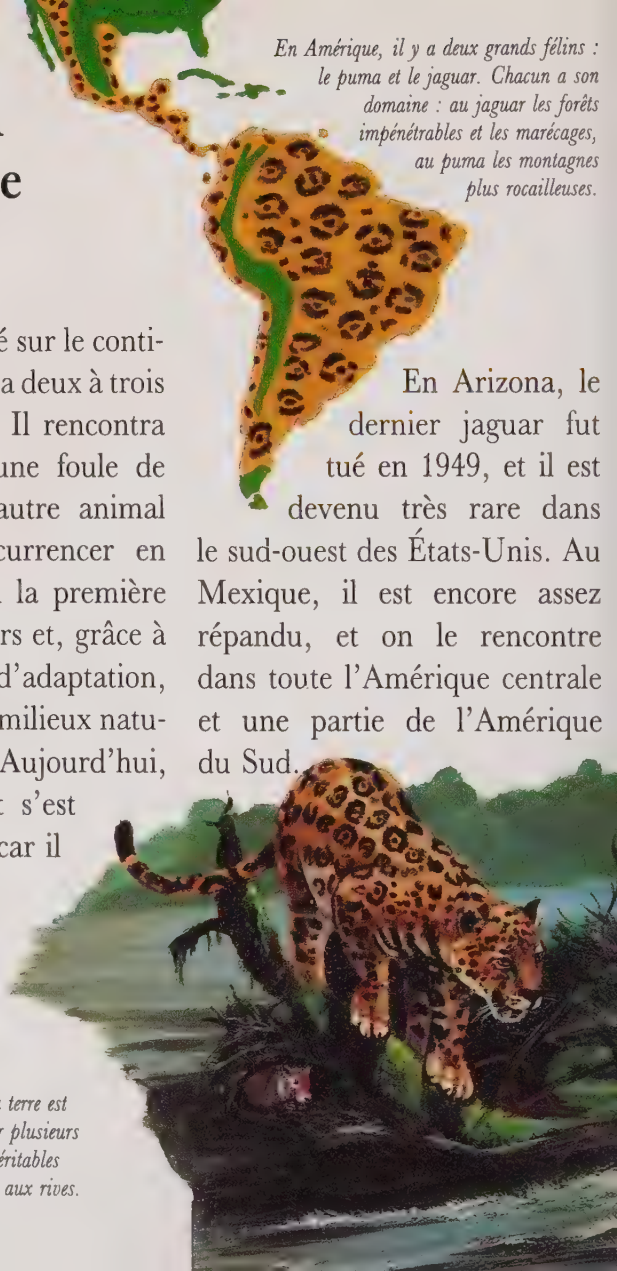 e
En Amérique, il y a deux grands félins :
le puma et le jaguar. Chacun a son
domaine : au jaguar les forêts
impénétrables et les marécages,
au puma les montagnes
plus rocailleuses.
sur le conti-
a deux à trois
Il rencontra
une foule de
autre animal
en
la première
et, grâce à
d'adaptation,
milieux natu-
Aujourd'hui,
s'est
car il
En Arizona, le
dernier jaguar fut
tué en 1949, et il est
devenu très rare dans
le sud-ouest des États-Unis. Au
Mexique, il est encore assez
répandu, et on le rencontre
dans toute l'Amérique centrale
et une partie de l'Amérique
du Sud.
terre est
plusieurs
éritables
aux rives.